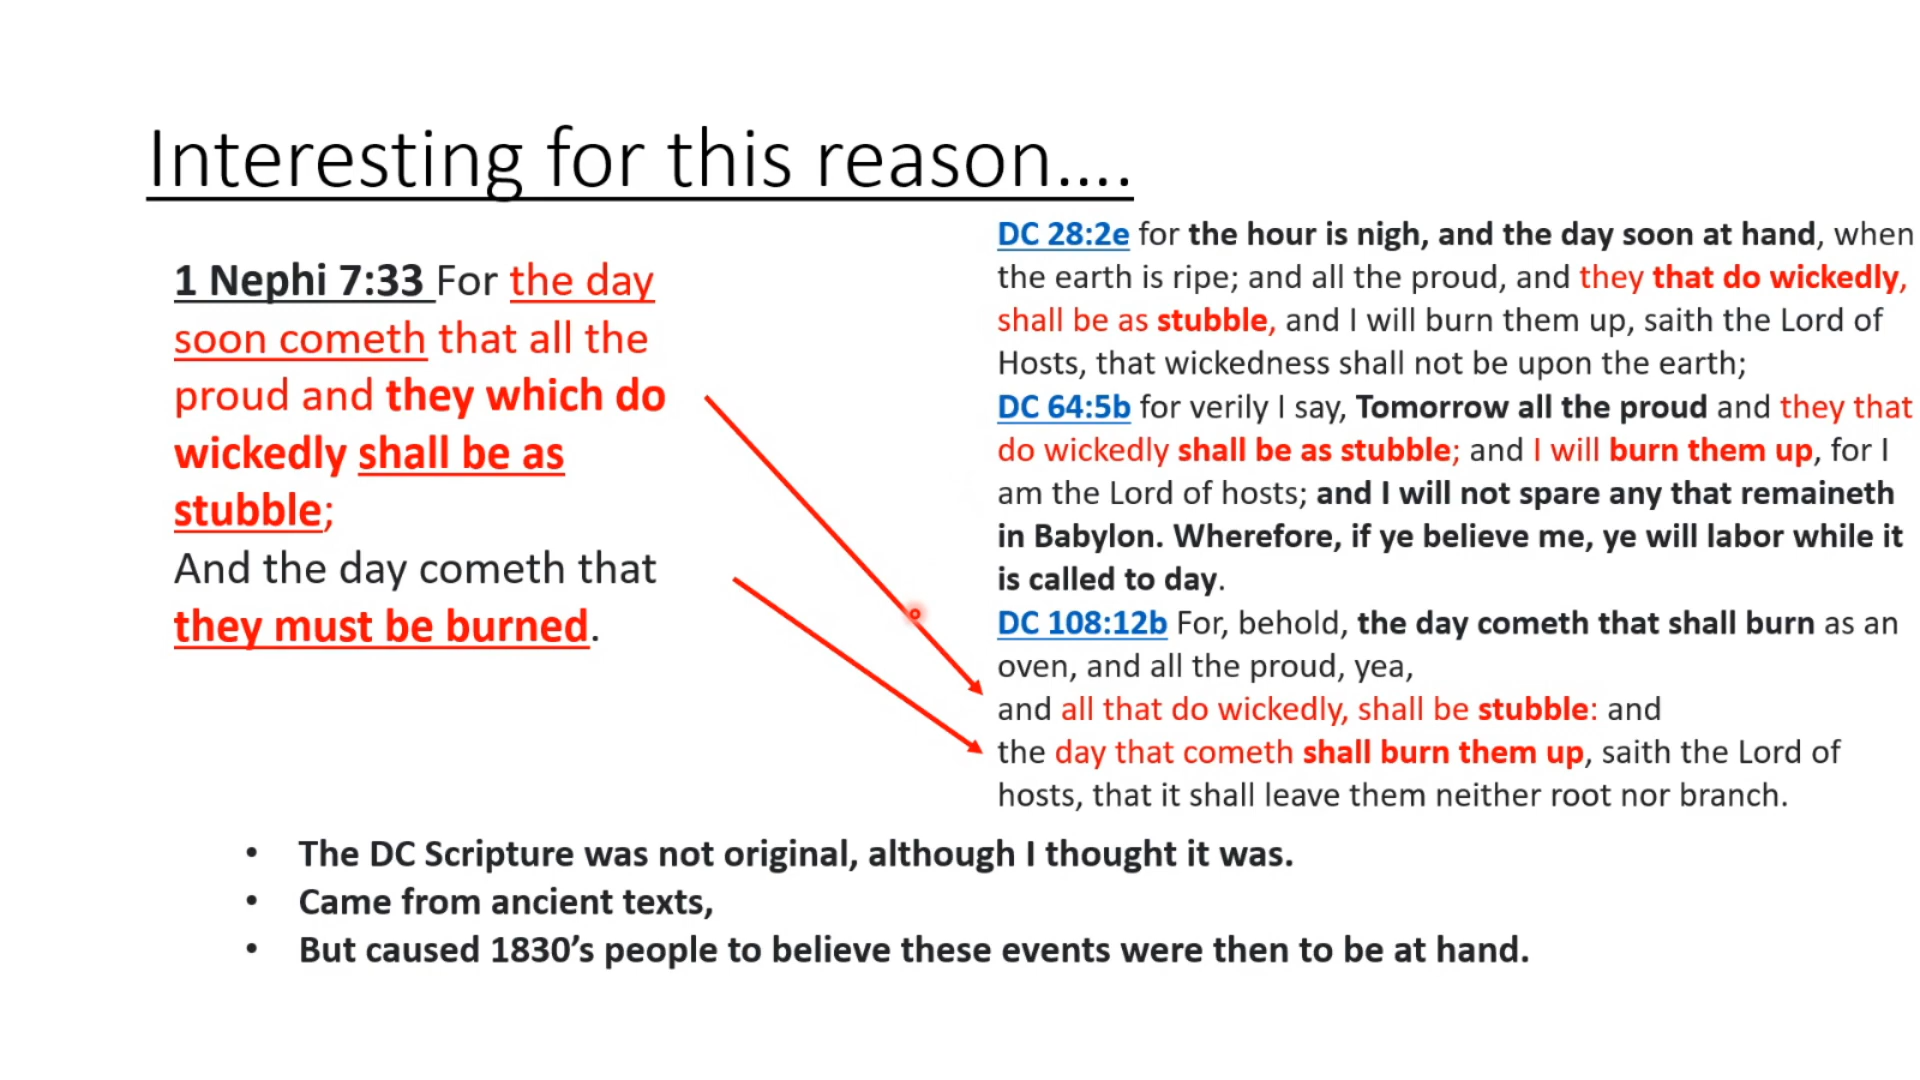 Interesting for this reason....
1 Nephi 7:33 For the day
soon cometh that all the
proud and they which do
wickedly shall be as
stubble;
And the day cometh that
they must be burned.
DC 28:2e for the hour is nigh, and the day soon at hand, when
the earth is ripe; and all the proud, and they that do wickedly,
shall be as stubble, and I will burn them up, saith the Lord of
Hosts, that wickedness shall not be upon the earth;
DC 64:5b for verily I say, Tomorrow all the proud and they that
do wickedly shall be as stubble; and I will burn them up, for I
am the Lord of hosts; and I will not spare any that remaineth
in Babylon. Wherefore, if ye believe me, ye will labor while it
is called to day.
DC 108:12b For, behold, the day cometh that shall burn as an
oven, and all the proud, yea,
and all that do wickedly, shall be stubble: and
the day that cometh shall burn them up, saith the Lord of
hosts, that it shall leave them neither root nor branch.
• The DC Scripture was not original, although I thought it was.
• Came from ancient texts,
• But caused 1830’s people to believe these events were then to be at hand.